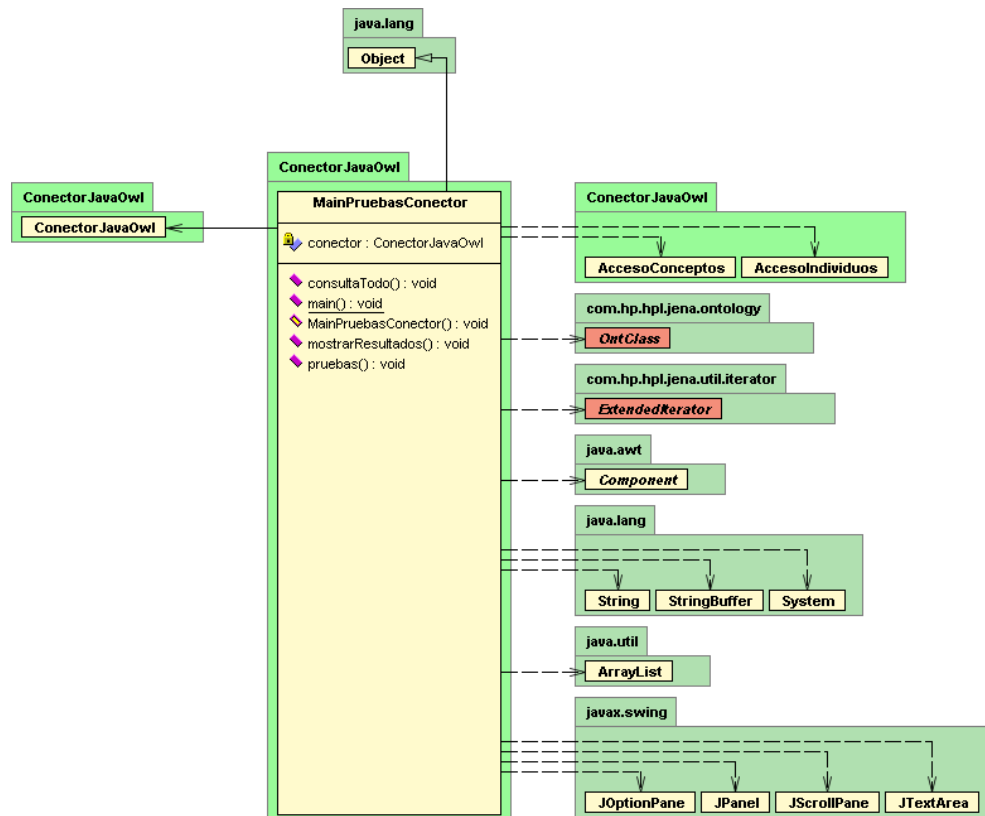 java.lang
Object
ConectorJavaOwl
ConectorJavaOwl
ConectorJavaOwl
MainPruebasConector
conector : ConectorJavaOwl
consultaTodo() : void
main() : void
MainPruebasConector() : void
mostrarResultados() : void
pruebas() : void
ConectorJavaOwl
AccesoConceptos
AccesoIndividuos
com.hp.hpl.jena.ontology
OntClass
com.hp.hpl.jena.util.iterator
ExtendedIterator
java.awt
Component
java.lang
String
StringBuffer
System
java.util
ArrayList
javax.swing
JOptionPane
JPanel
JScrollPane
JTextArea